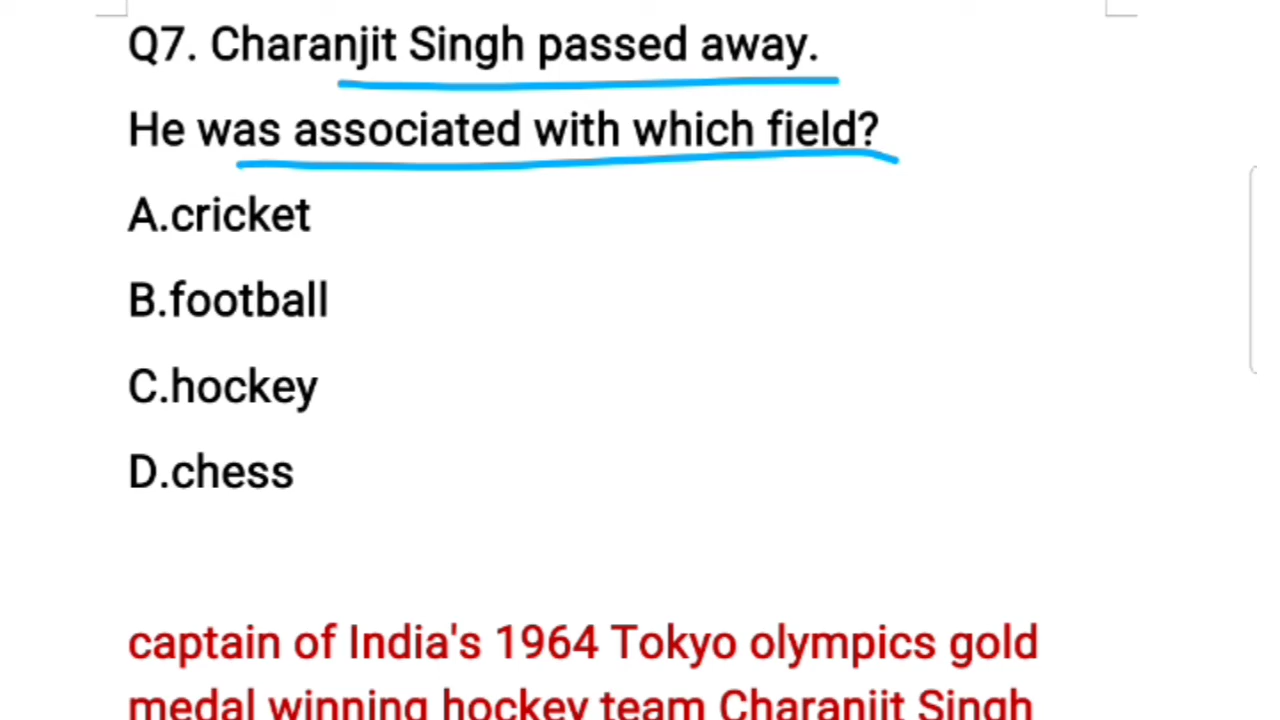 Q7. Charanjit Singh passed away.
He was associated with which field?
A.cricket
B.football
C.hockey
D.chess
captain of India's 1964 Tokyo olympics gold
medal winning hockey team Charanjit Singh